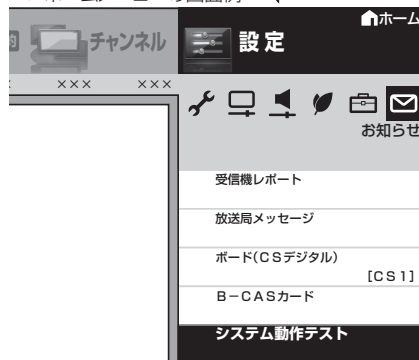 ホーム
チャンネル
設定
××× ×××
お知らせ
受信機レポート
放送局メッセージ
ボード(CSデジタル)
[CS1]
B－CASカード
システム動作テスト